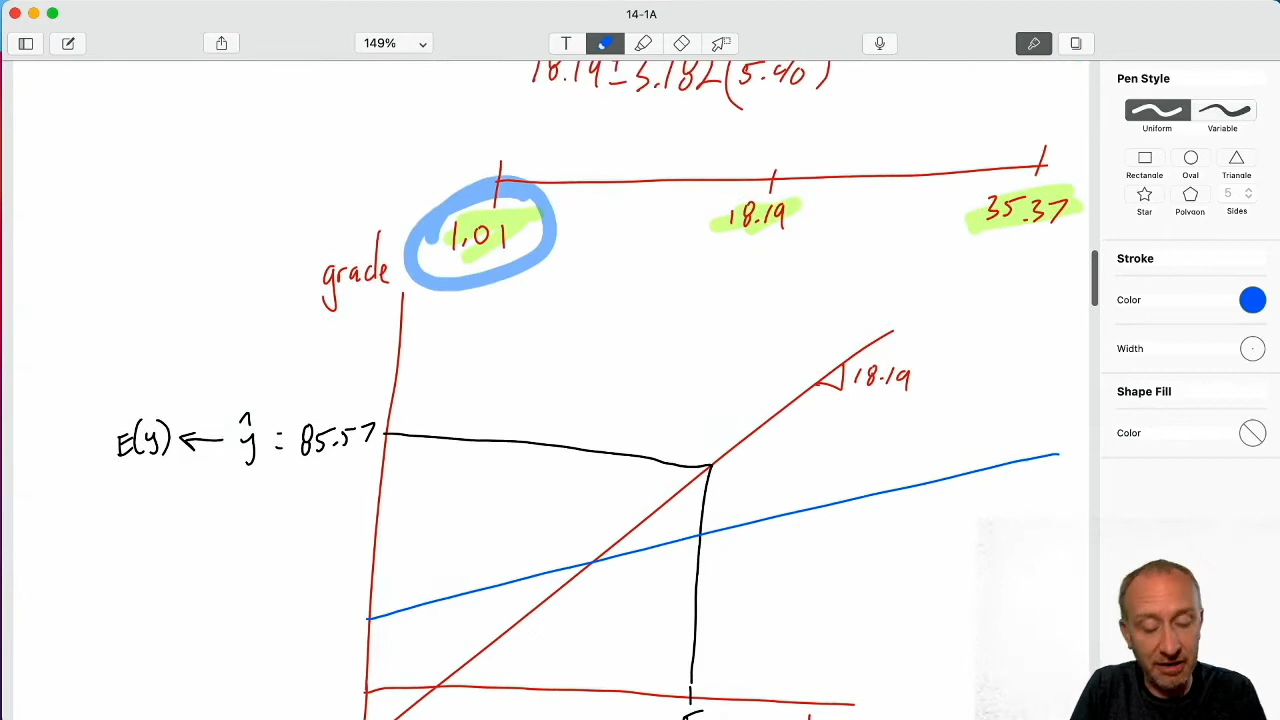 14-1A
149%
T
18.19 ± 3.182(5.40)
1.01
18.19
35.37
grade
18.19
E(y) ← ŷ = 85.57
5
Pen Style
Uniform
Variable
Rectangle
Oval
Triangle
Star
Polygon
5
Sides
Stroke
Color
Width
Shape Fill
Color